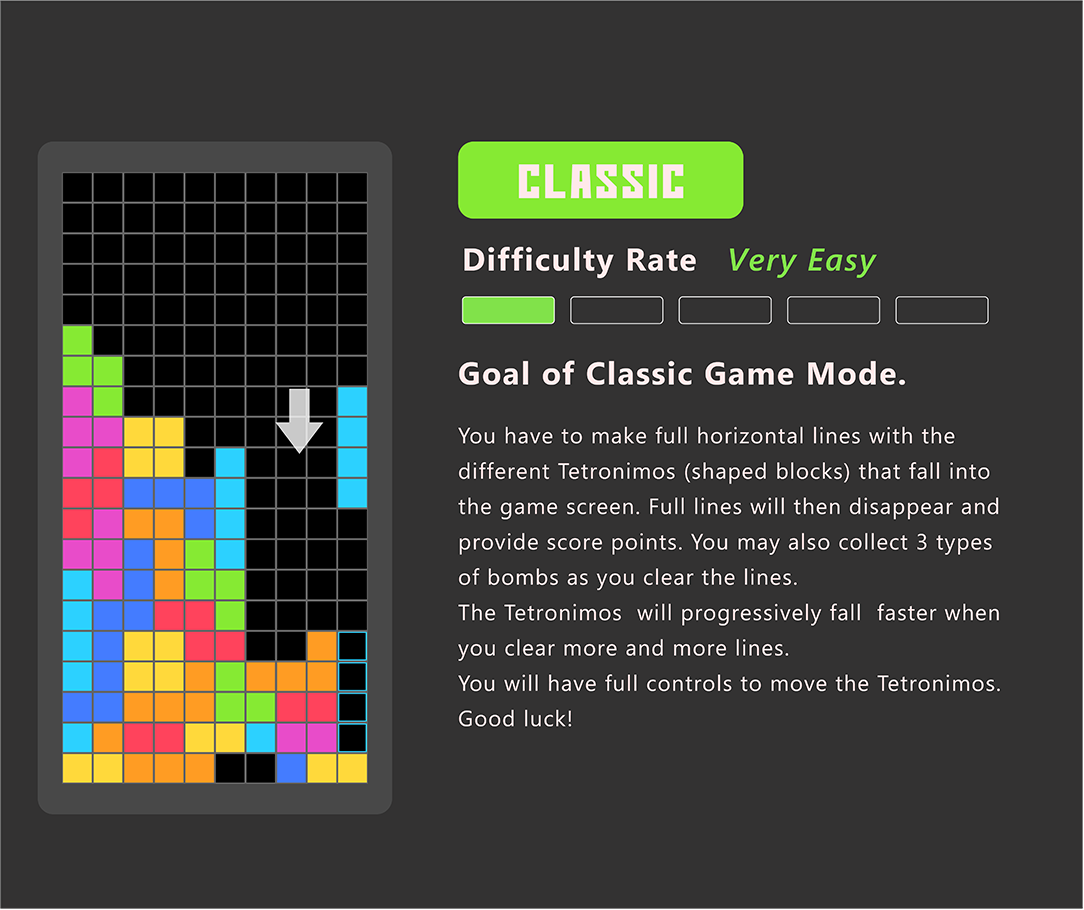 CLASSIC
Difficulty Rate Very Easy
Goal of Classic Game Mode.
You have to make full horizontal lines with the
different Tetronimos (shaped blocks) that fall into
the game screen. Full lines will then disappear and
provide score points. You may also collect 3 types
of bombs as you clear the lines.
The Tetronimos will progressively fall faster when
you clear more and more lines.
You will have full controls to move the Tetronimos.
Good luck!